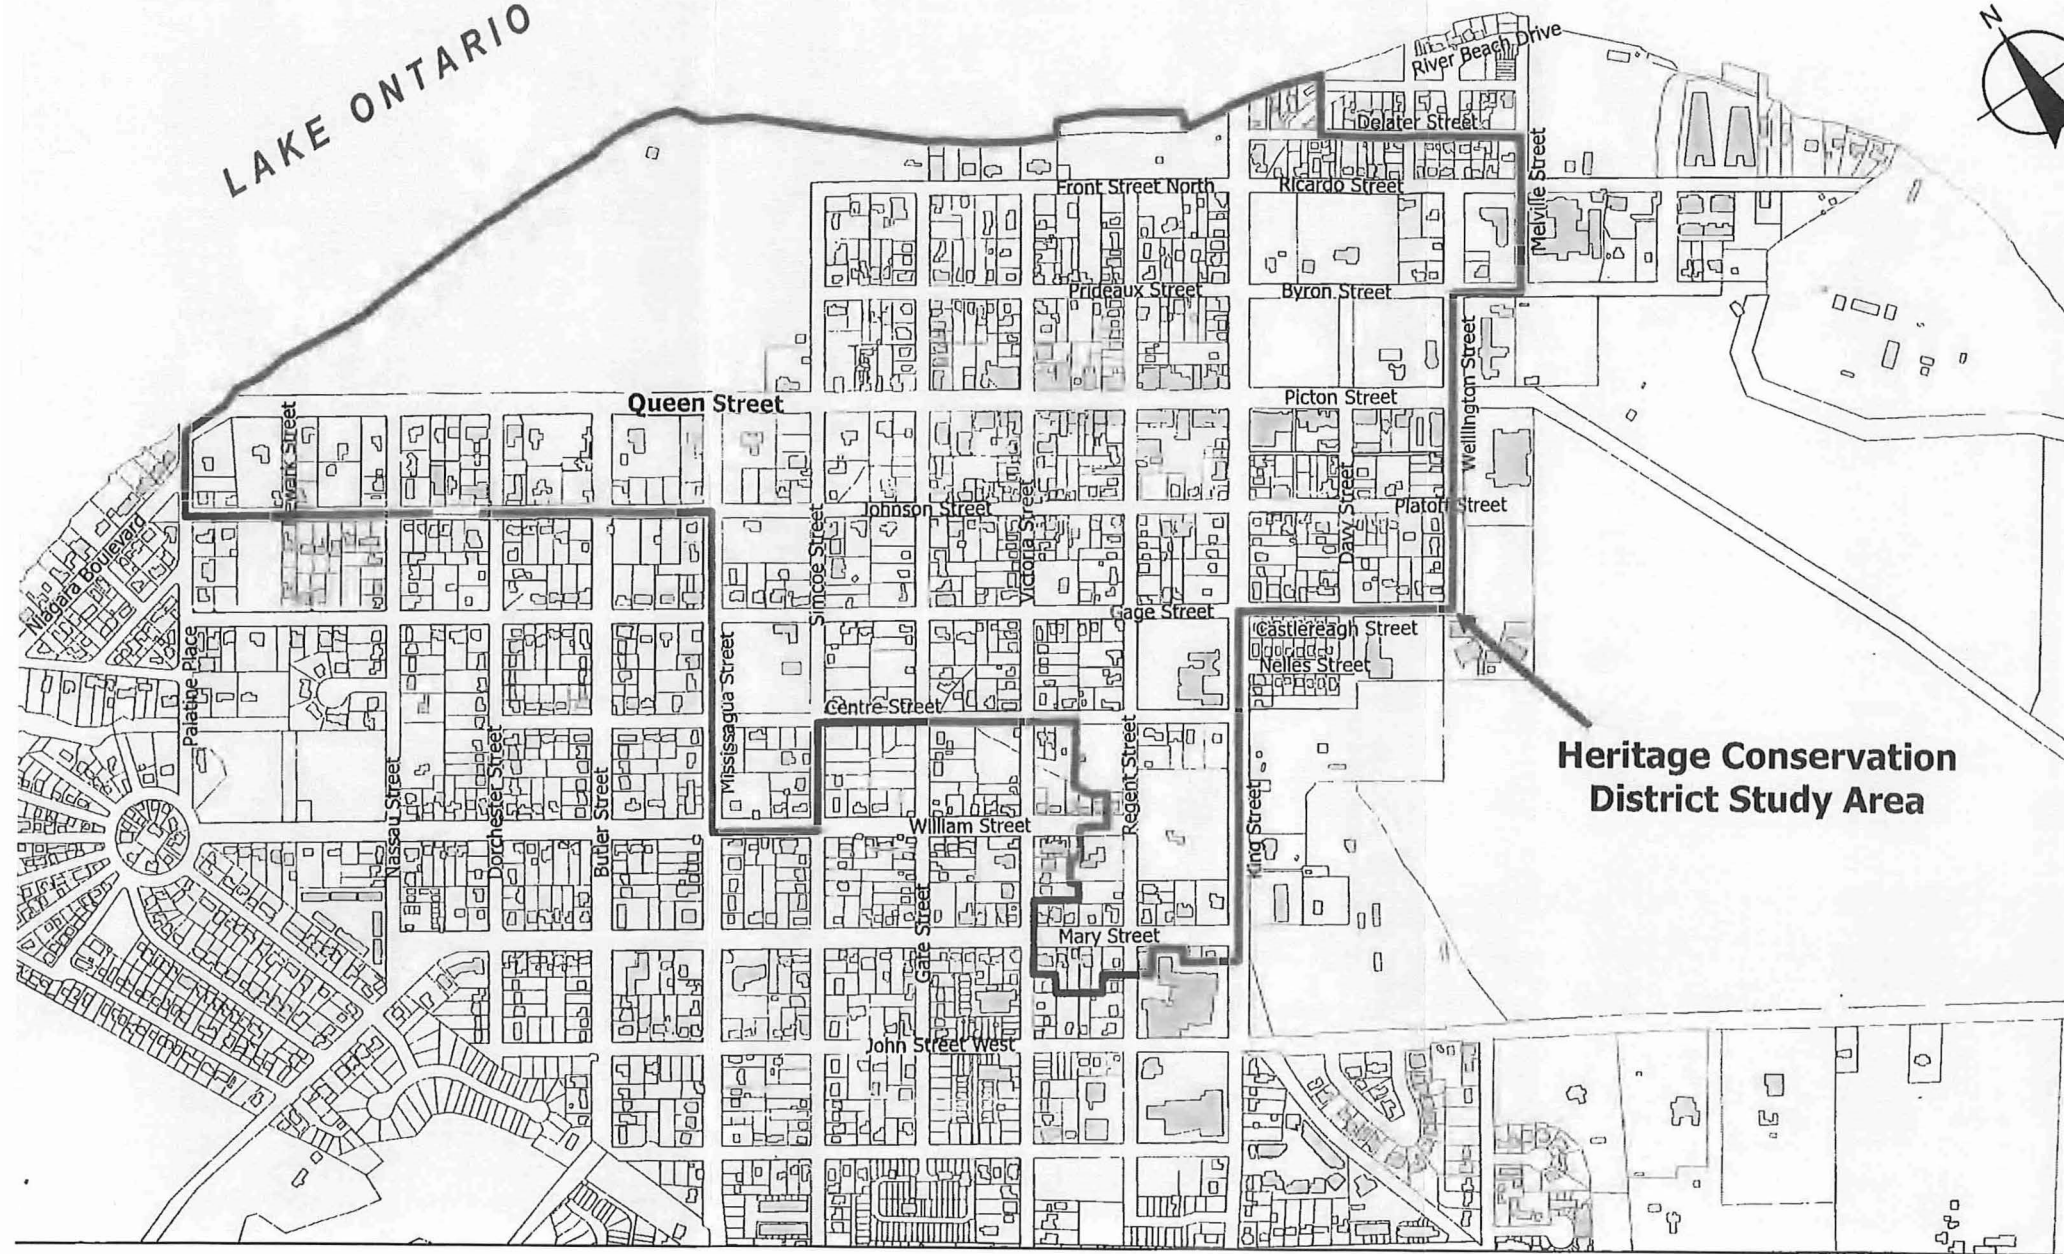 LAKE ONTARIO
N
River Beach Drive
Delater Street
Melville Street
Front Street North
Ricardo Street
Prideaux Street
Byron Street
Wellington Street
Queen Street
Picton Street
Johnson Street
Platoff Street
Davy Street
Victoria Street
Simcoe Street
Niagara Boulevard
Gage Street
Castlereagh Street
Nelles Street
Palatine Place
Mississagua Street
Centre Street
Regent Street
Heritage Conservation
District Study Area
Nassau Street
Dorchester Street
Butler Street
William Street
King Street
Gate Street
Mary Street
John Street West